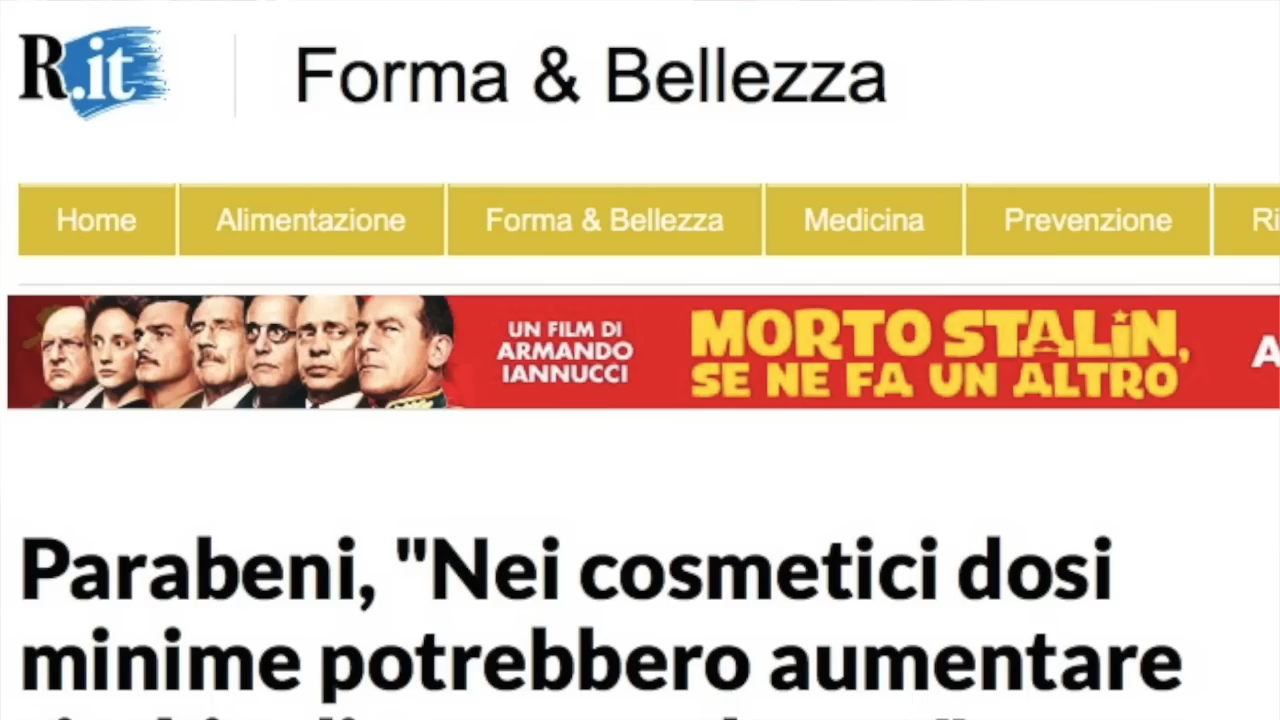 R.it
Forma & Bellezza
Home Alimentazione Forma & Bellezza Medicina Prevenzione
UN FILM DI
ARMANDO
IANNUCCI
MORTO STALIN,
SE NE FA UN ALTRO
Parabeni, "Nei cosmetici dosi
minime potrebbero aumentare